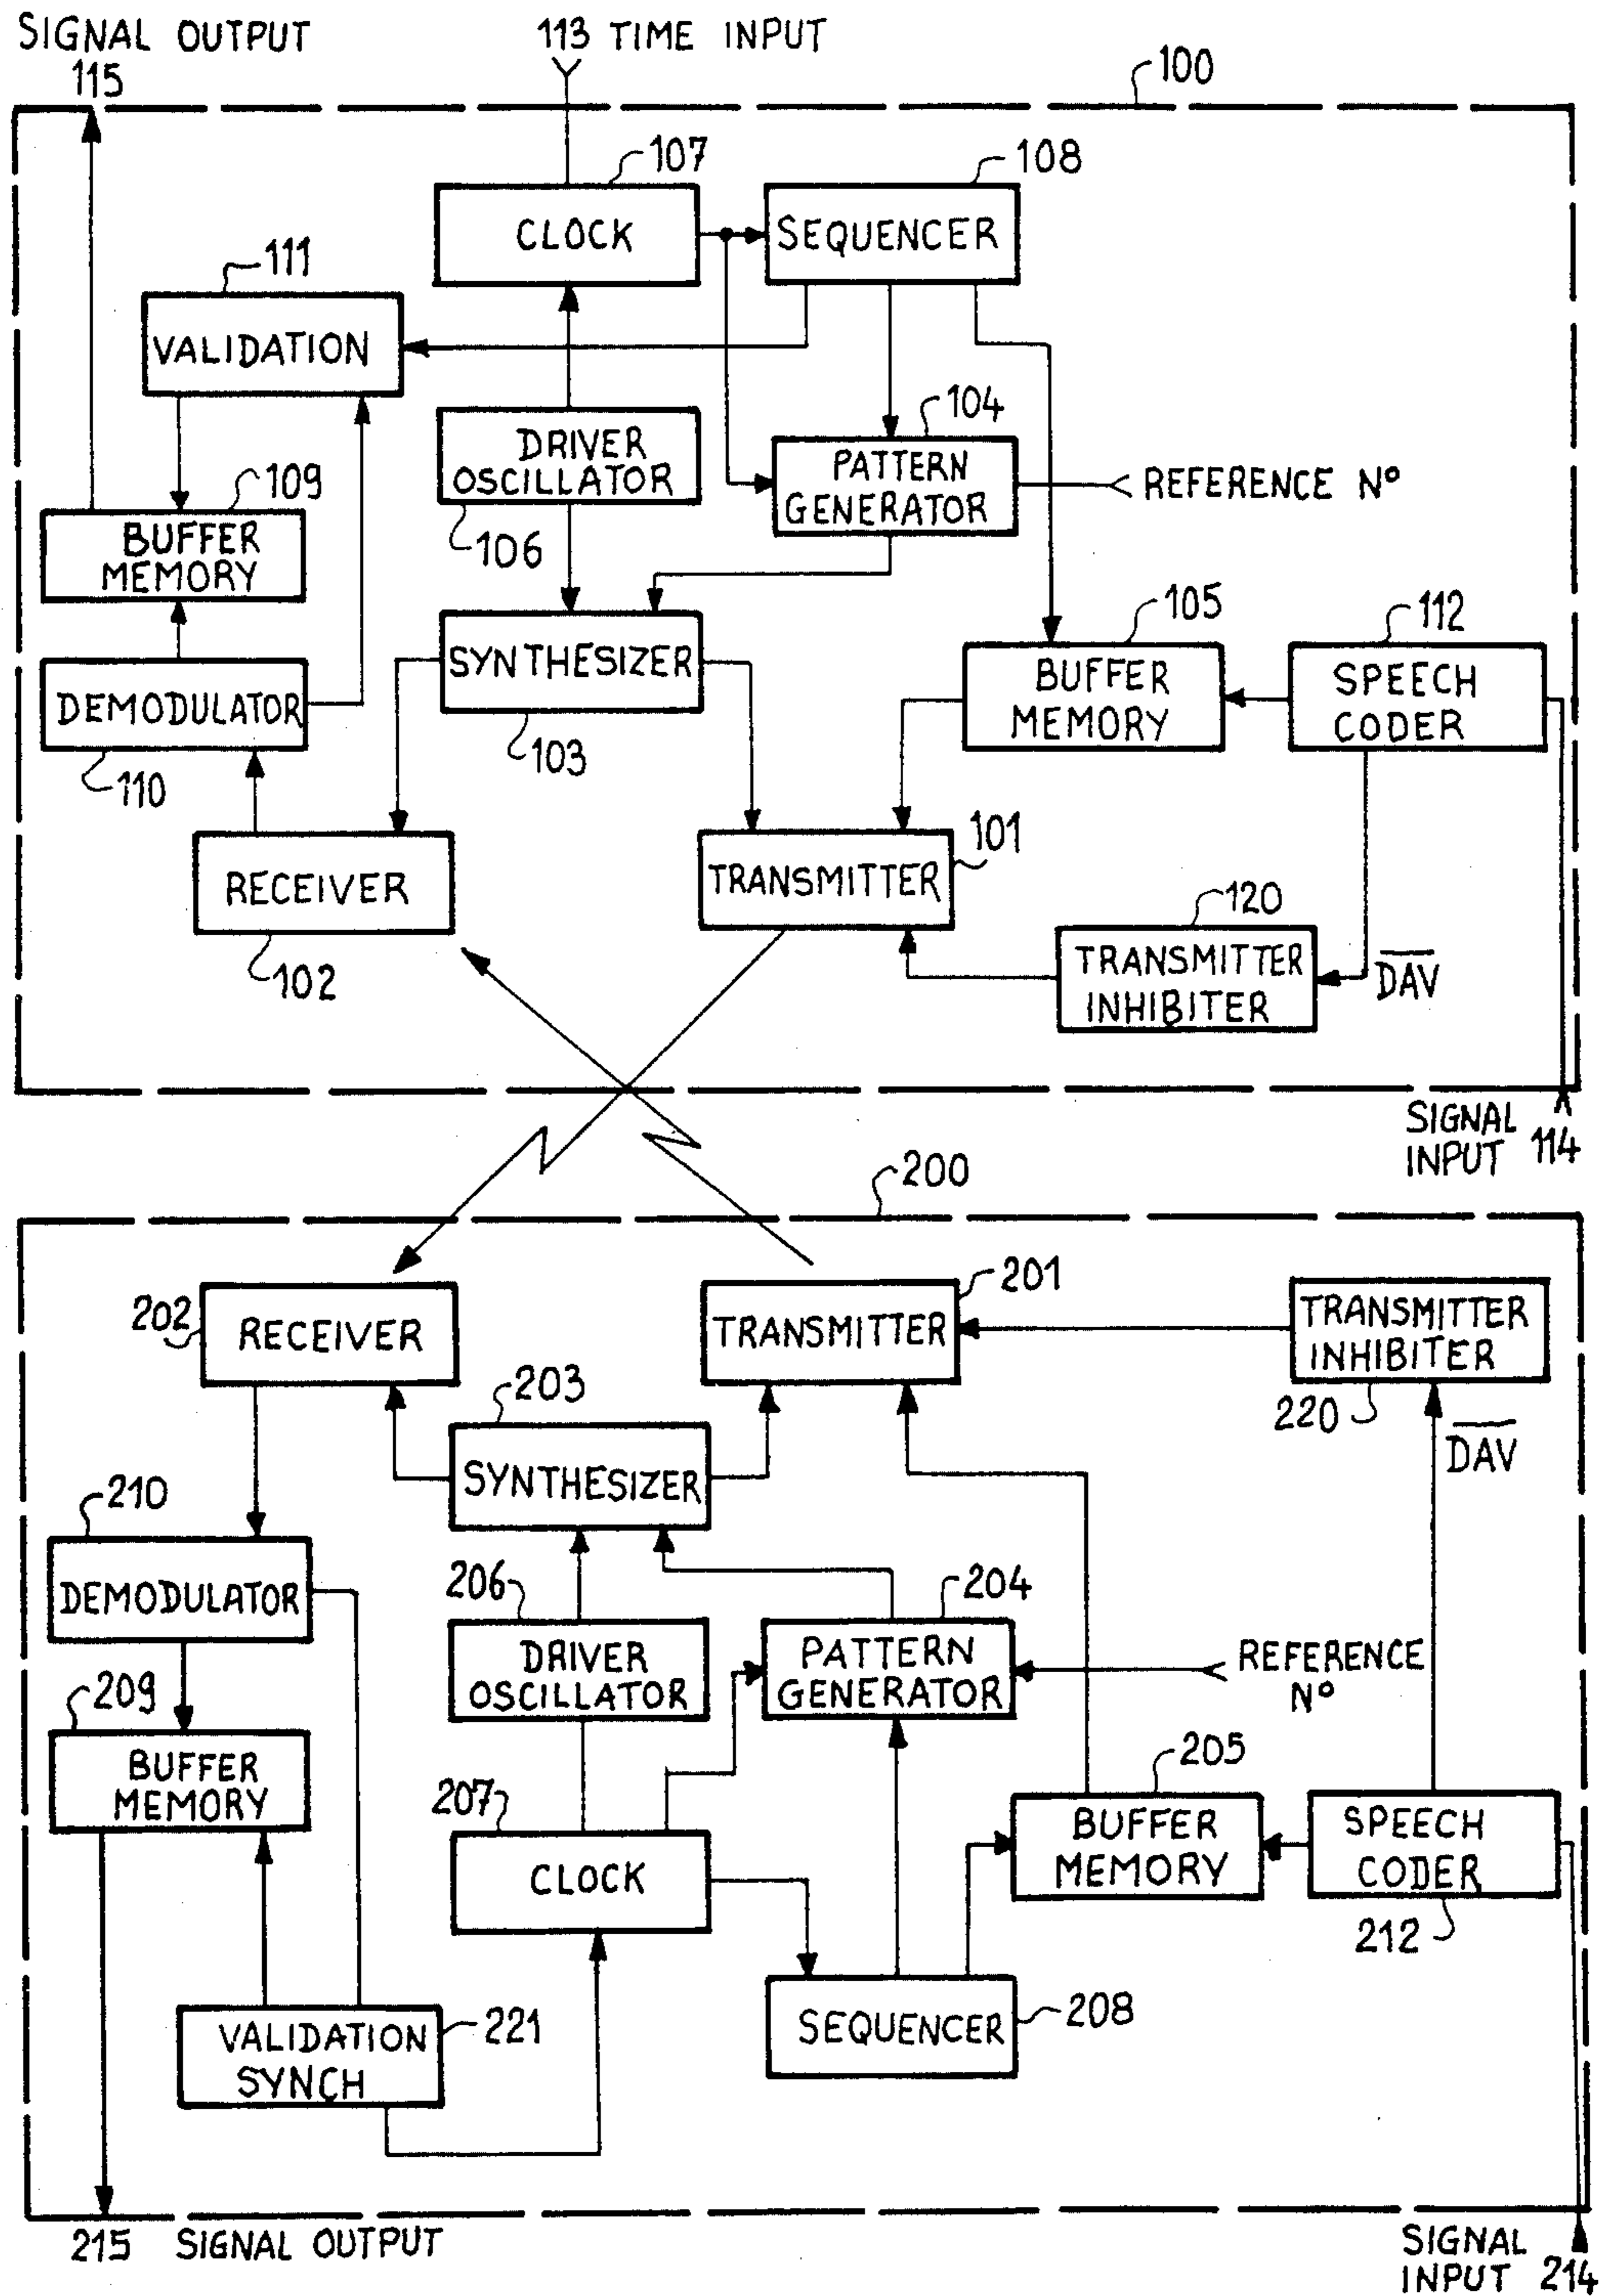 SIGNAL OUTPUT
115
113 TIME INPUT
100
107
CLOCK
108
SEQUENCER
111
VALIDATION
104
PATTERN
GENERATOR
REFERENCE Nº
DRIVER
OSCILLATOR
106
109
BUFFER
MEMORY
SYNTHESIZER
103
105
BUFFER
MEMORY
112
SPEECH
CODER
DEMODULATOR
110
RECEIVER
102
101
TRANSMITTER
120
TRANSMITTER
INHIBITER
D̅A̅V̅
SIGNAL
INPUT 114
200
202
RECEIVER
201
TRANSMITTER
TRANSMITTER
INHIBITER
220
D̅A̅V̅
203
SYNTHESIZER
210
DEMODULATOR
206
DRIVER
OSCILLATOR
204
PATTERN
GENERATOR
REFERENCE
Nº
209
BUFFER
MEMORY
207
CLOCK
205
BUFFER
MEMORY
SPEECH
CODER
212
VALIDATION
SYNCH
221
SEQUENCER
208
215 SIGNAL OUTPUT
SIGNAL
INPUT 214